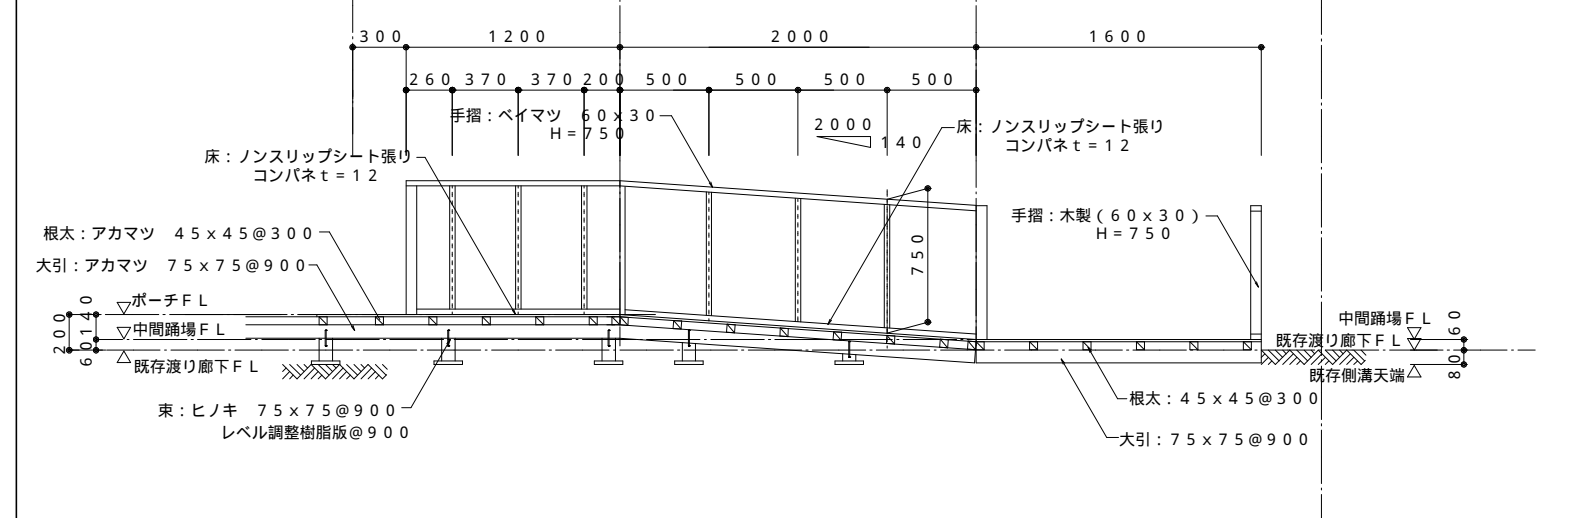 300
1200
2000
1600
260
370
370
200
500
500
500
500
手摺：ベイマツ　60x30
H=750
2000
140
床：ノンスリップシート張り
コンパネt=12
床：ノンスリップシート張り
コンパネt=12
手摺：木製(60x30)
H=750
750
根太：アカマツ　45x45@300
大引：アカマツ　75x75@900
ポーチFL
中間踊場FL
既存渡り廊下FL
200
60
140
中間踊場FL
既存渡り廊下FL
既存側溝天端
60
80
束：ヒノキ　75x75@900
レベル調整樹脂版@900
根太：45x45@300
大引：75x75@900